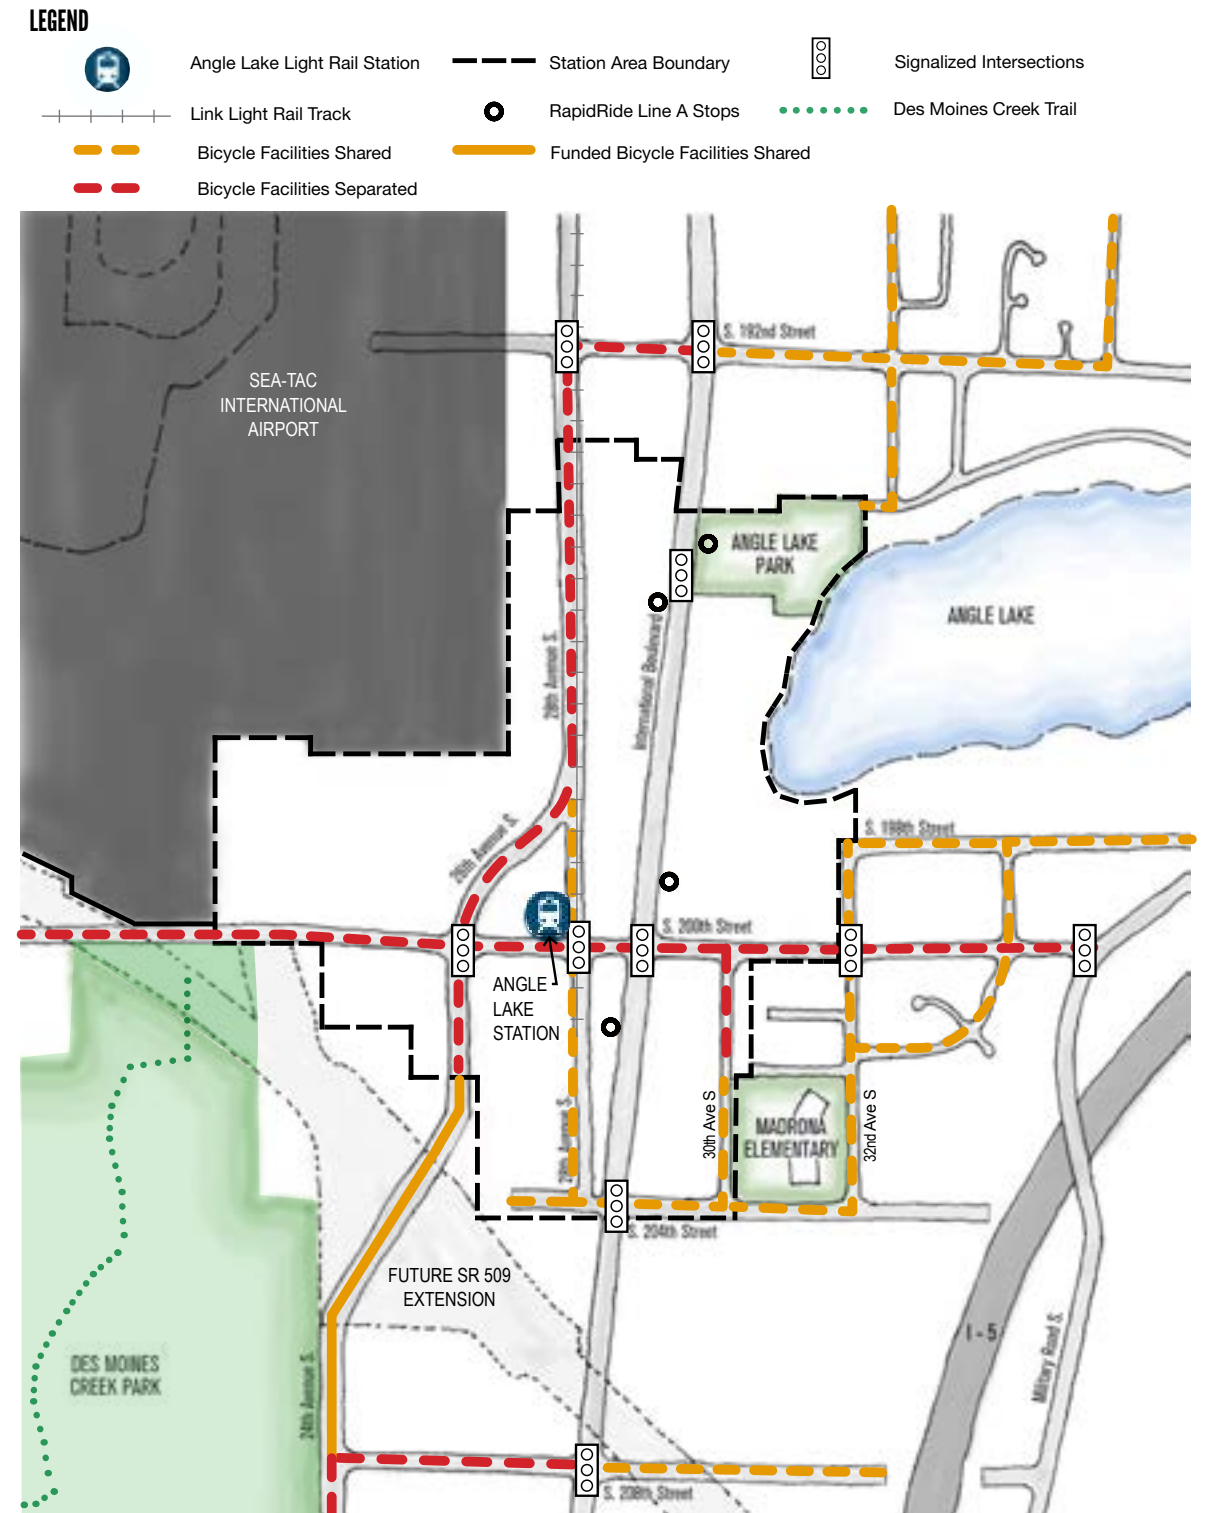 LEGEND
Angle Lake Light Rail Station
Station Area Boundary
Signalized Intersections
Link Light Rail Track
RapidRide Line A Stops
Des Moines Creek Trail
Bicycle Facilities Shared
Funded Bicycle Facilities Shared
Bicycle Facilities Separated
S. 192nd Street
SEA-TAC
INTERNATIONAL
AIRPORT
ANGLE LAKE
PARK
ANGLE LAKE
28th Avenue S.
International Boulevard
S. 198th Street
26th Avenue S.
S. 200th Street
ANGLE
LAKE
STATION
30th Ave S
MADRONA
ELEMENTARY
32nd Ave S
28th Avenue S.
S. 204th Street
FUTURE SR 509
EXTENSION
I - 5
DES MOINES
CREEK PARK
24th Avenue S.
Military Road S.
S. 208th Street